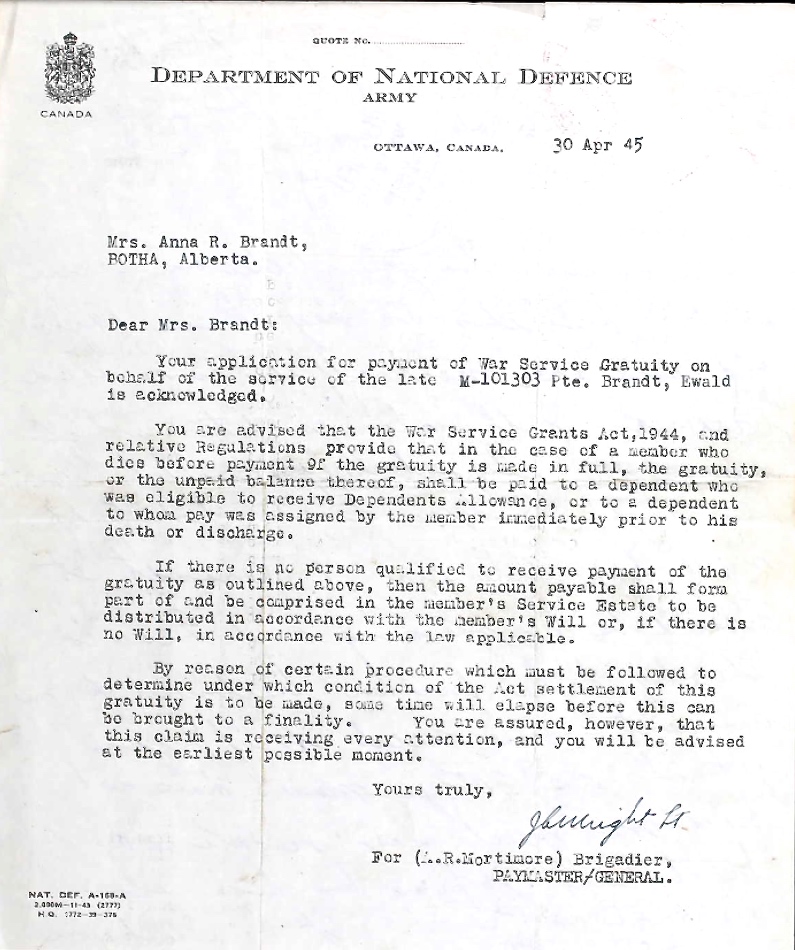 QUOTE No.
DEPARTMENT OF NATIONAL DEFENCE
ARMY
CANADA
OTTAWA, CANADA, 30 Apr 45
Mrs. Anna R. Brandt,
BOTHA, Alberta.
Dear Mrs. Brandt:
Your application for payment of War Service Gratuity on
behalf of the service of the late M-101303 Pte. Brandt, Ewald
is acknowledged.
You are advised that the War Service Grants Act,1944, and
relative Regulations provide that in the case of a member who
dies before payment of the gratuity is made in full, the gratuity,
or the unpaid balance thereof, shall be paid to a dependent who
was eligible to receive Dependents Allowance, or to a dependent
to whom pay was assigned by the member immediately prior to his
death or discharge.
If there is no person qualified to receive payment of the
gratuity as outlined above, then the amount payable shall form
part of and be comprised in the member's Service Estate to be
distributed in accordance with the member's Will or, if there is
no Will, in accordance with the law applicable.
By reason of certain procedure which must be followed to
determine under which condition of the Act settlement of this
gratuity is to be made, some time will elapse before this can
be brought to a finality. You are assured, however, that
this claim is receiving every attention, and you will be advised
at the earliest possible moment.
Yours truly,
Lt.
For (A.R.Mortimore) Brigadier,
PAYMASTER/GENERAL.
NAT. DEF. A-168-A
2,000M-11-43 (2777)
H.Q. 1772-39-376